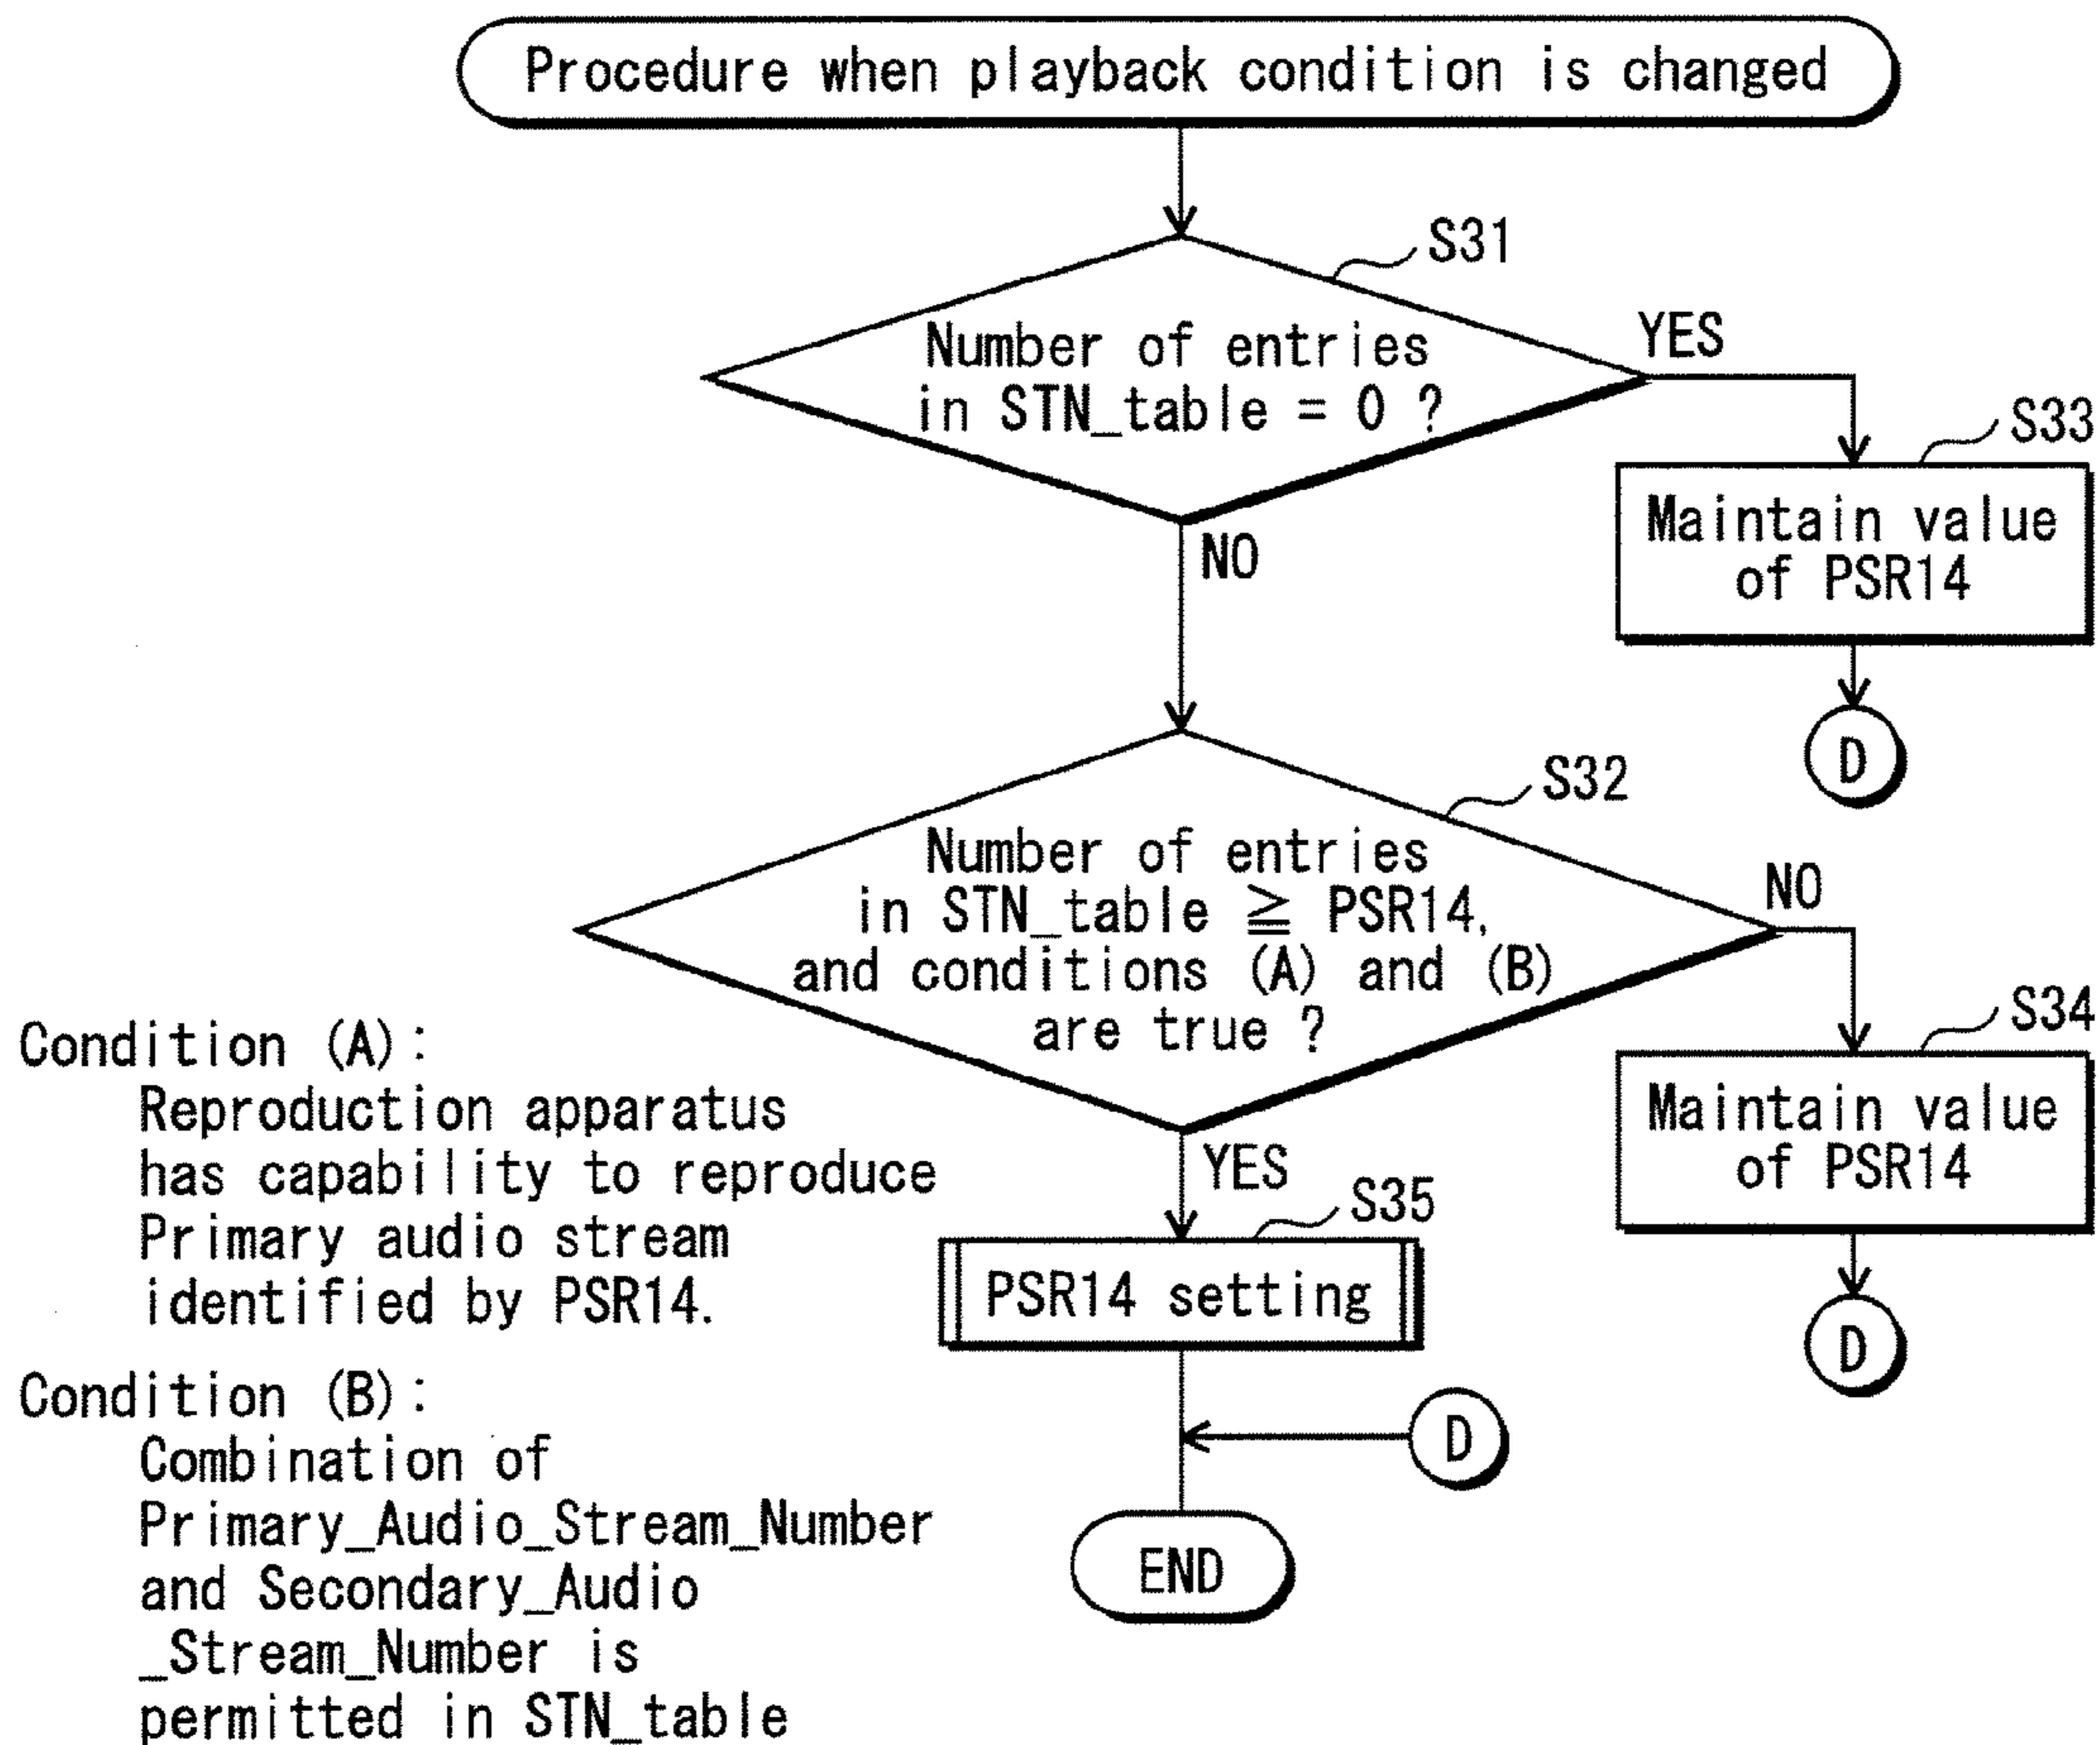 Procedure when playback condition is changed
S31
Number of entries
in STN_table = 0 ?
YES
S33
Maintain value
of PSR14
D
NO
S32
Number of entries
in STN_table ≧ PSR14,
and conditions (A) and (B)
are true ?
NO
S34
Maintain value
of PSR14
D
YES
S35
PSR14 setting
D
END
Condition (A):
Reproduction apparatus
has capability to reproduce
Primary audio stream
identified by PSR14.
Condition (B):
Combination of
Primary_Audio_Stream_Number
and Secondary_Audio
_Stream_Number is
permitted in STN_table